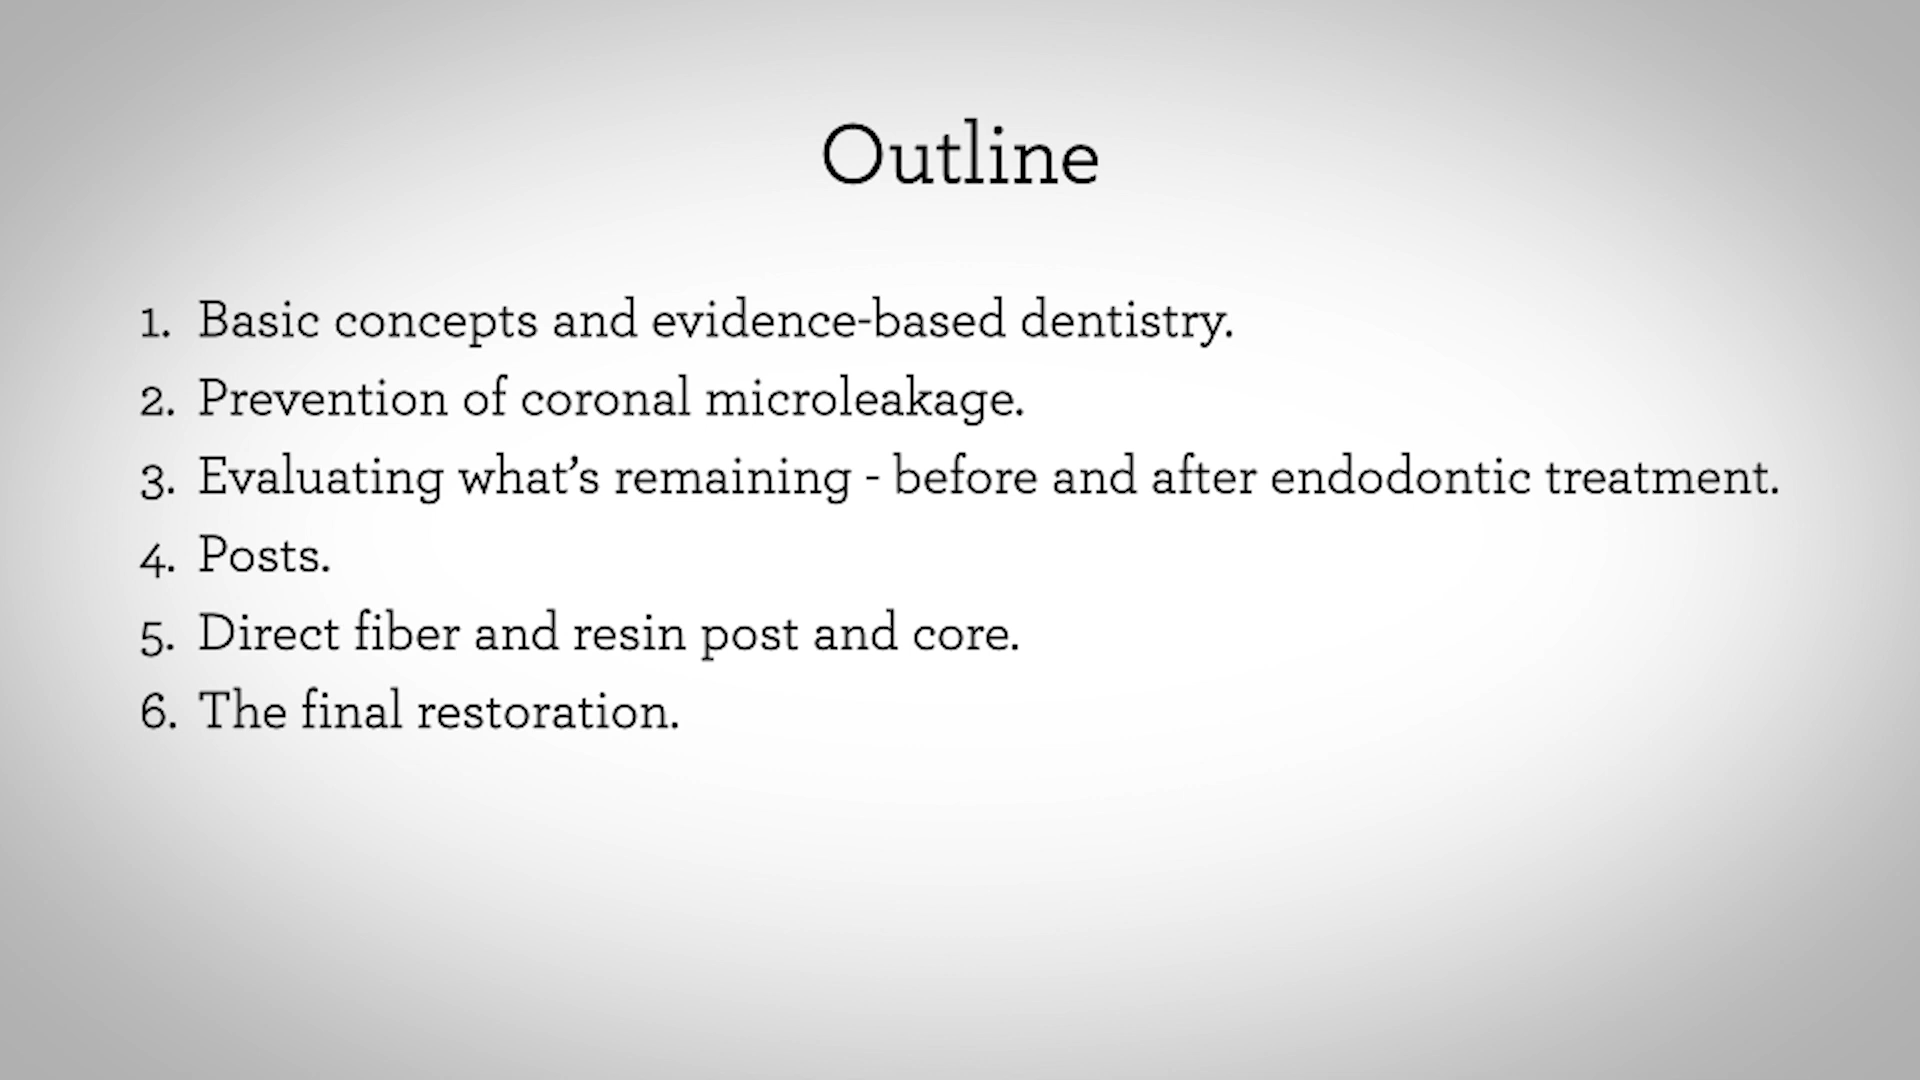 Outline
1. Basic concepts and evidence-based dentistry.
2. Prevention of coronal microleakage.
3. Evaluating what’s remaining - before and after endodontic treatment.
4. Posts.
5. Direct fiber and resin post and core.
6. The final restoration.